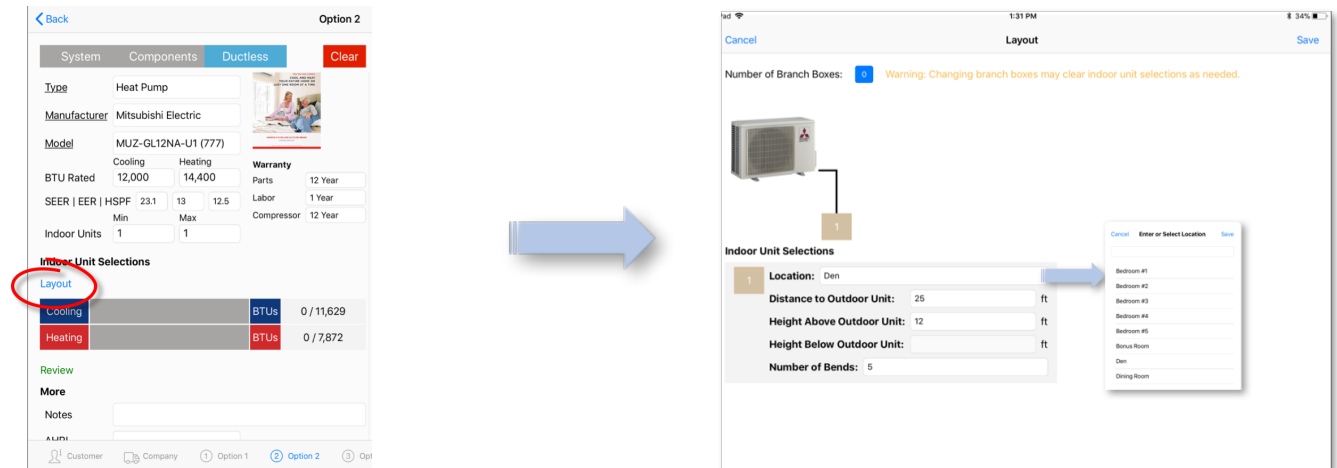 Back
Option 2
System Components Ductless Clear
Type Heat Pump
Manufacturer Mitsubishi Electric
Model MUZ-GL12NA-U1 (777)
Cooling Heating
BTU Rated 12,000 14,400
SEER | EER | HSPF 23.1 13 12.5
Min Max
Indoor Units 1 1
Warranty
Parts 12 Year
Labor 1 Year
Compressor 12 Year
Indoor Unit Selections
Layout
Cooling BTUs 0 / 11,629
Heating BTUs 0 / 7,872
Review
More
Notes
AHRI
Customer Company 1 Option 1 2 Option 2 3 Opt
Pad 1:31 PM 34%
Cancel Layout Save
Number of Branch Boxes: 0 Warning: Changing branch boxes may clear indoor unit selections as needed.
1
Indoor Unit Selections
1 Location: Den
Distance to Outdoor Unit: 25 ft
Height Above Outdoor Unit: 12 ft
Height Below Outdoor Unit: ft
Number of Bends: 5
Cancel Enter or Select Location Save
Bedroom #1
Bedroom #2
Bedroom #3
Bedroom #4
Bedroom #5
Bonus Room
Den
Dining Room